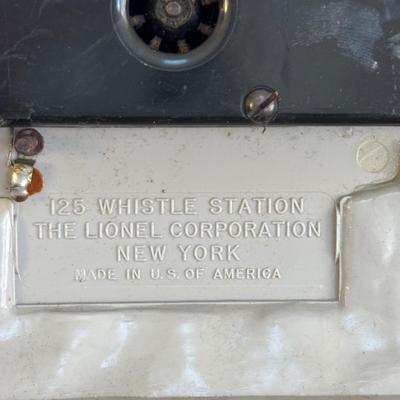 125 WHISTLE STATION
THE LIONEL CORPORATION
NEW YORK
MADE IN U.S. OF AMERICA